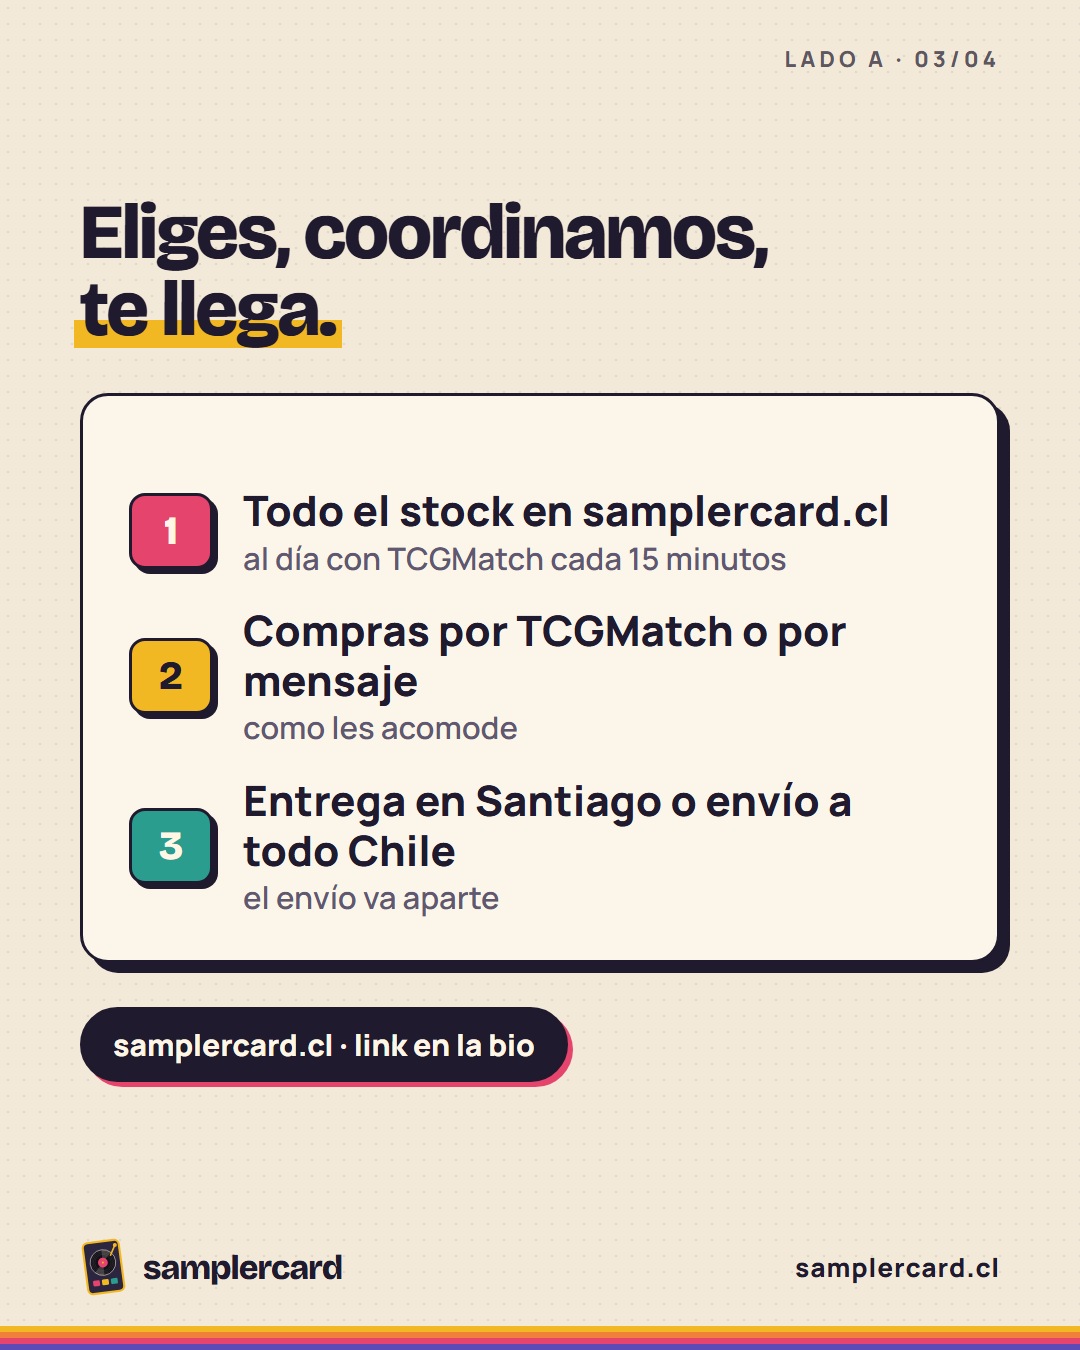 LADO A · 03/04
Eliges, coordinamos,
te llega.
1
Todo el stock en samplercard.cl
al día con TCGMatch cada 15 minutos
2
Compras por TCGMatch o por
mensaje
como les acomode
3
Entrega en Santiago o envío a
todo Chile
el envío va aparte
samplercard.cl · link en la bio
samplercard
samplercard.cl